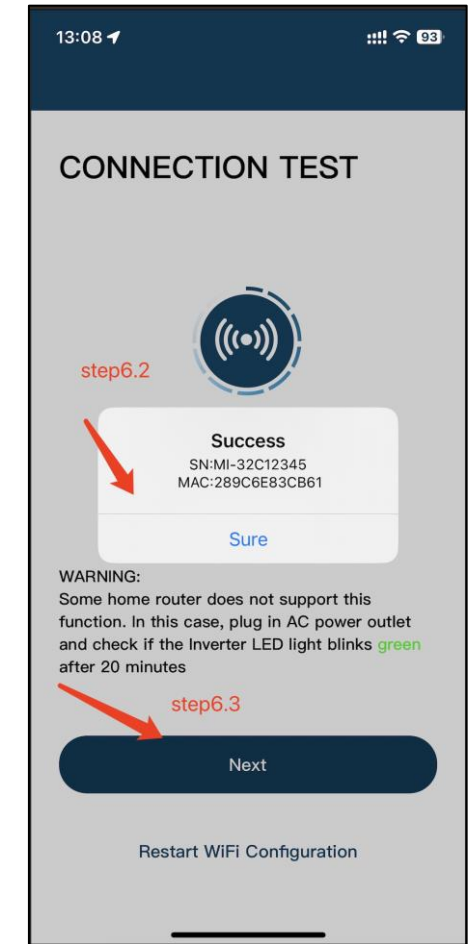 13:08
93
CONNECTION TEST
step6.2
Success
SN:MI-32C12345
MAC:289C6E83CB61
Sure
WARNING:
Some home router does not support this
function. In this case, plug in AC power outlet
and check if the Inverter LED light blinks green
after 20 minutes
step6.3
Next
Restart WiFi Configuration